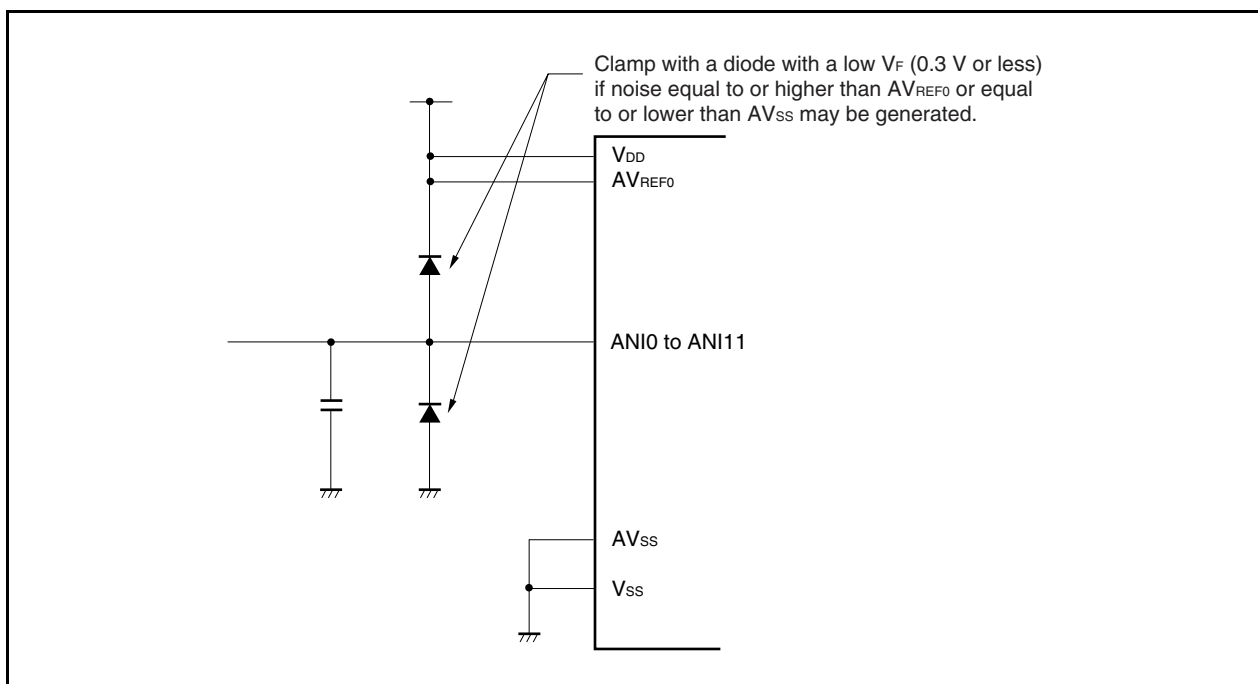 Clamp with a diode with a low VF (0.3 V or less)
if noise equal to or higher than AVREF0 or equal
to or lower than AVSS may be generated.
VDD
AVREF0
ANI0 to ANI11
AVSS
VSS